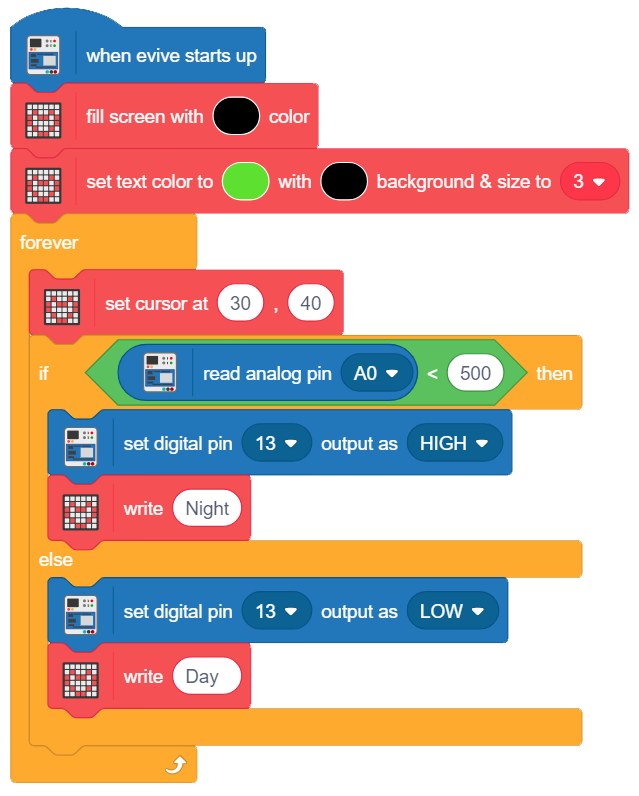 when evive starts up
fill screen with color
set text color to with background & size to 3
forever
set cursor at 30 , 40
if read analog pin A0 < 500 then
set digital pin 13 output as HIGH
write Night
else
set digital pin 13 output as LOW
write Day